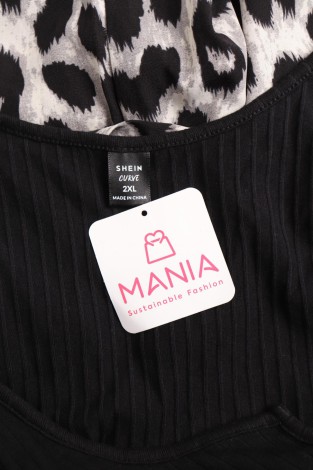 SHEIN
CURVE
2XL
MADE IN CHINA
MANIA
Sustainable Fashion